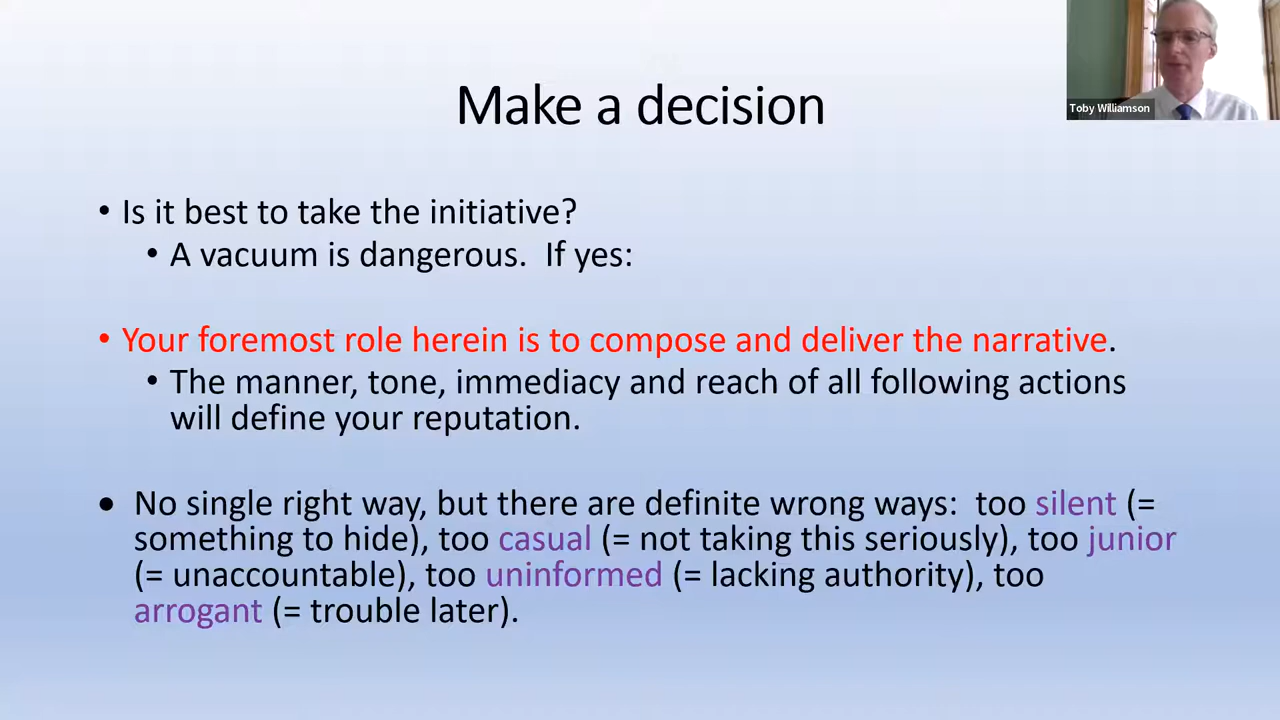 Make a decision
Toby Williamson
• Is it best to take the initiative?
• A vacuum is dangerous.  If yes:
• Your foremost role herein is to compose and deliver the narrative.
• The manner, tone, immediacy and reach of all following actions
will define your reputation.
• No single right way, but there are definite wrong ways:  too silent (=
something to hide), too casual (= not taking this seriously), too junior
(= unaccountable), too uninformed (= lacking authority), too
arrogant (= trouble later).